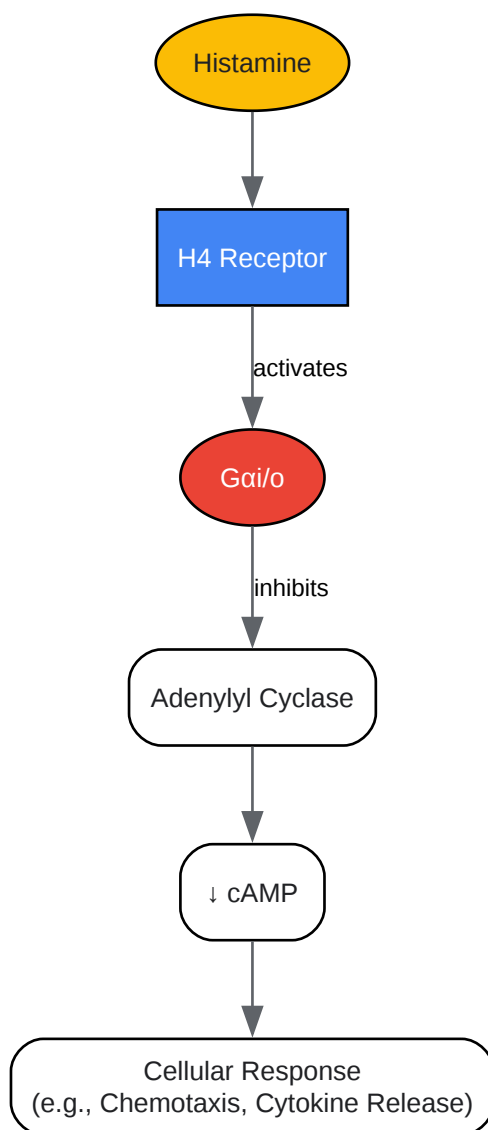 Histamine
H4 Receptor
activates
Gαi/o
inhibits
Adenylyl Cyclase
↓ cAMP
Cellular Response
(e.g., Chemotaxis, Cytokine Release)